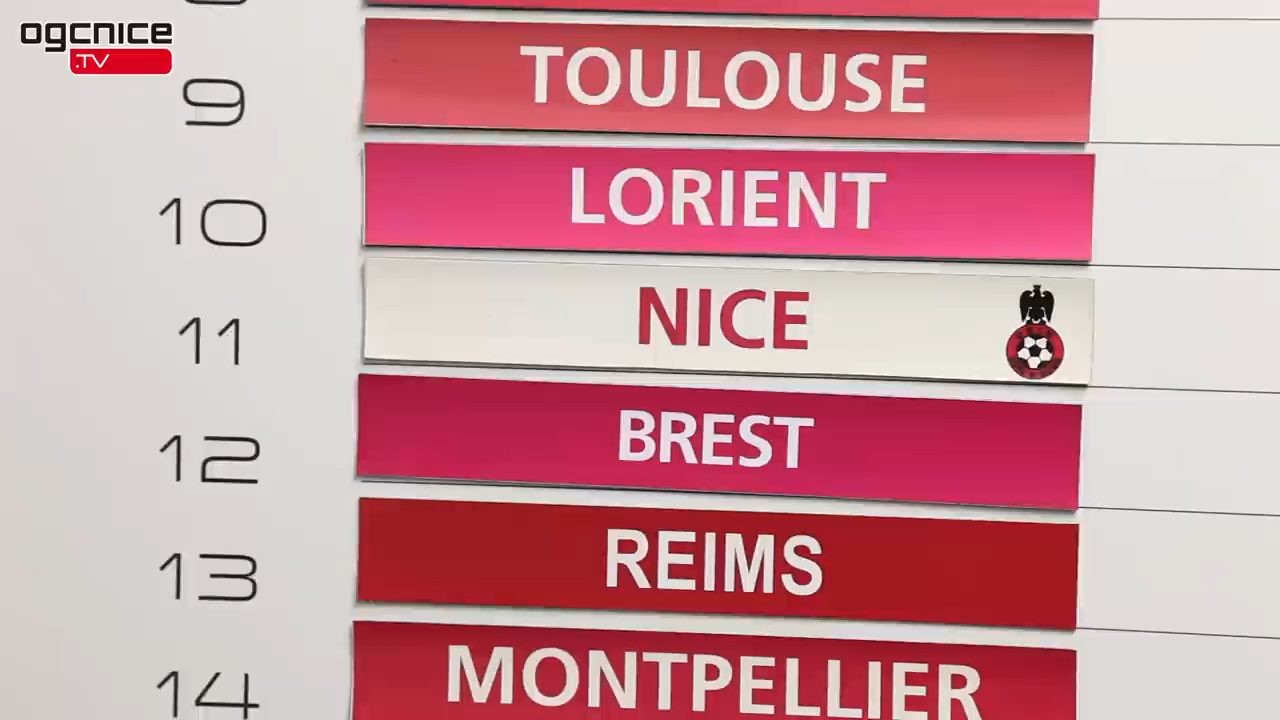 ogcnice
.TV
9 TOULOUSE
10 LORIENT
11 NICE
12 BREST
13 REIMS
14 MONTPELLIER